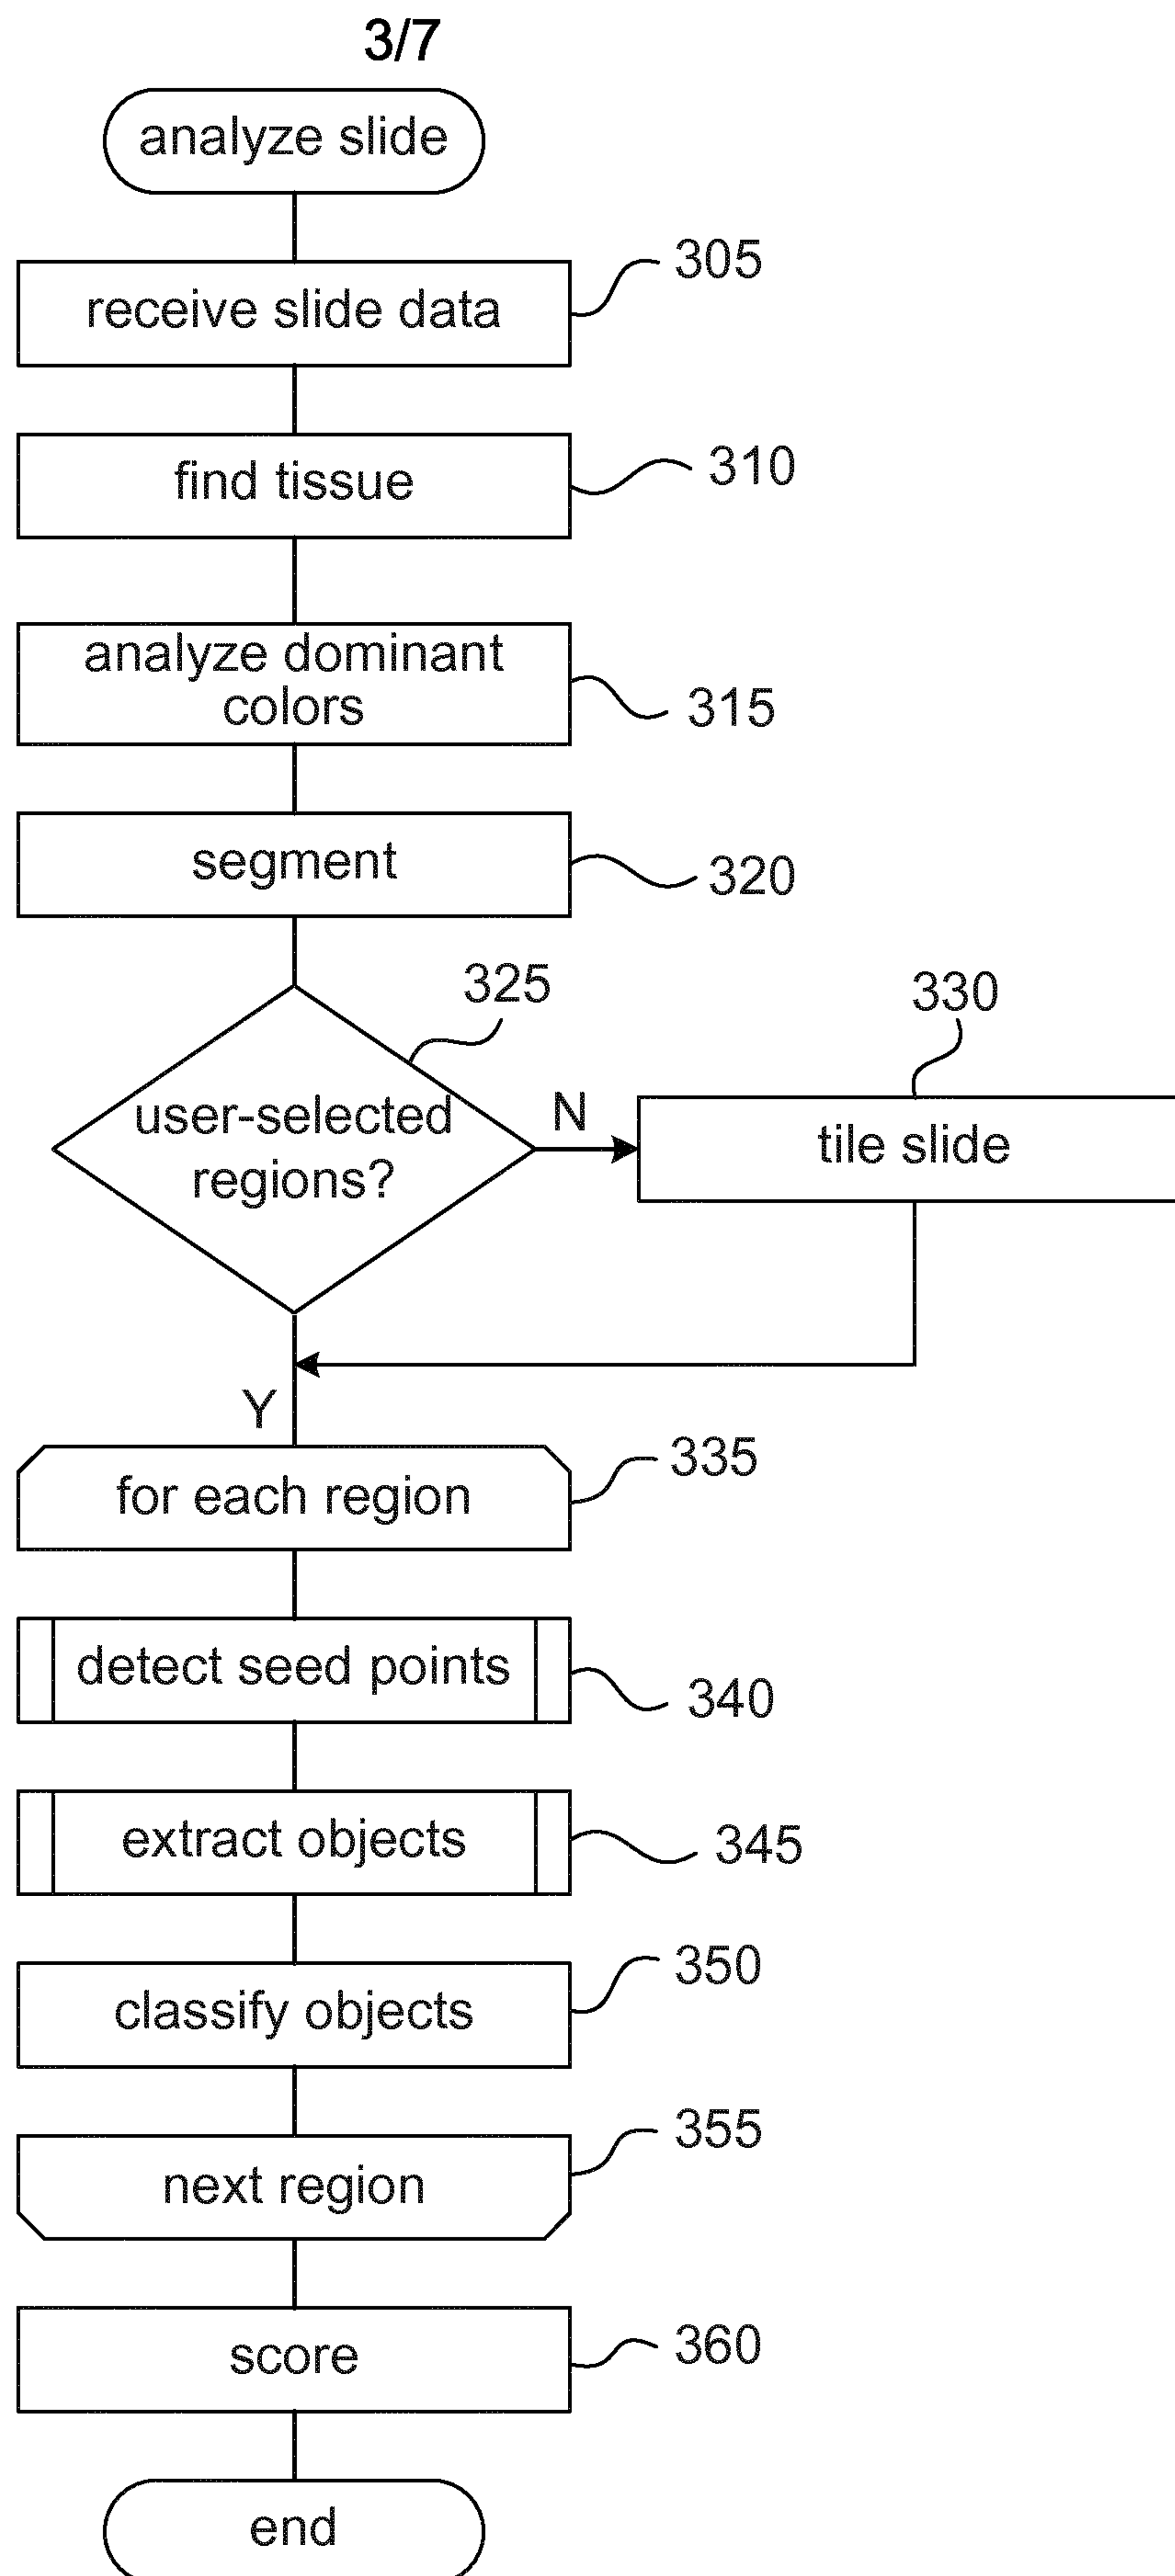 3/7
analyze slide
305
receive slide data
310
find tissue
analyze dominant
colors
315
segment
320
325
330
user-selected
regions?
N
tile slide
Y
335
for each region
detect seed points
340
extract objects
345
350
classify objects
355
next region
score
360
end